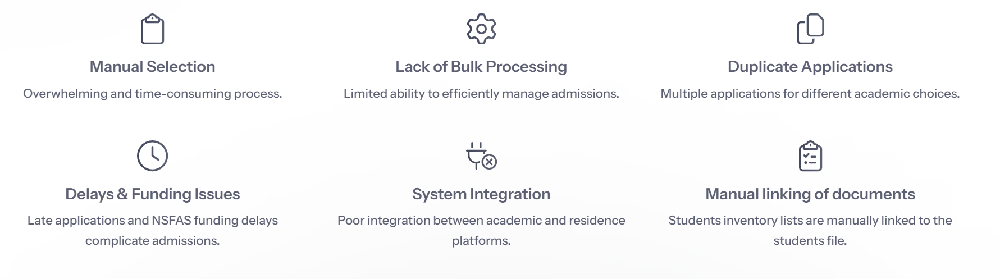 Manual Selection
Overwhelming and time-consuming process.
Lack of Bulk Processing
Limited ability to efficiently manage admissions.
Duplicate Applications
Multiple applications for different academic choices.
Delays & Funding Issues
Late applications and NSFAS funding delays
complicate admissions.
System Integration
Poor integration between academic and residence
platforms.
Manual linking of documents
Students inventory lists are manually linked to the
students file.